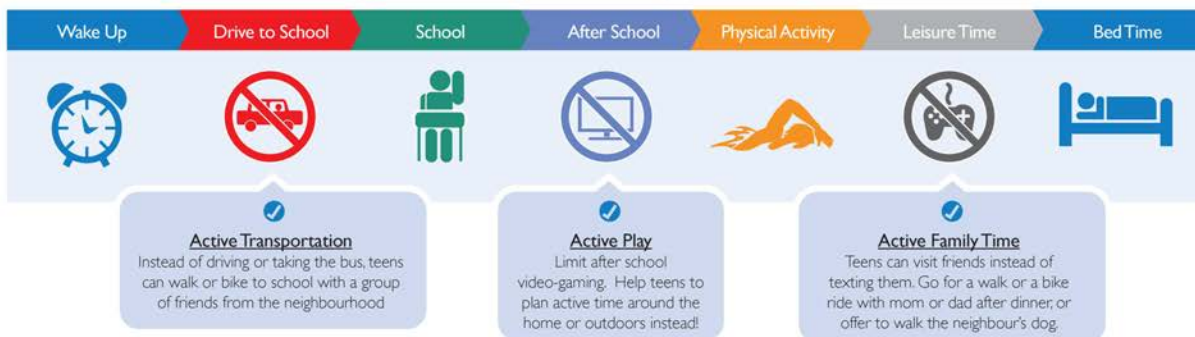 Wake Up
Drive to School
School
After School
Physical Activity
Leisure Time
Bed Time
Active Transportation
Instead of driving or taking the bus, teens
can walk or bike to school with a group
of friends from the neighbourhood
Active Play
Limit after school
video-gaming. Help teens to
plan active time around the
home or outdoors instead!
Active Family Time
Teens can visit friends instead of
texting them. Go for a walk or a bike
ride with mom or dad after dinner, or
offer to walk the neighbour's dog.